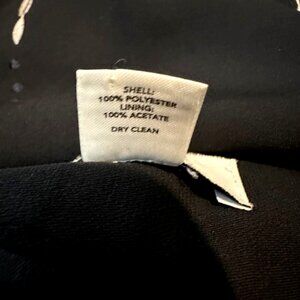 SHELL:
100% POLYESTER
LINING:
100% ACETATE
DRY CLEAN